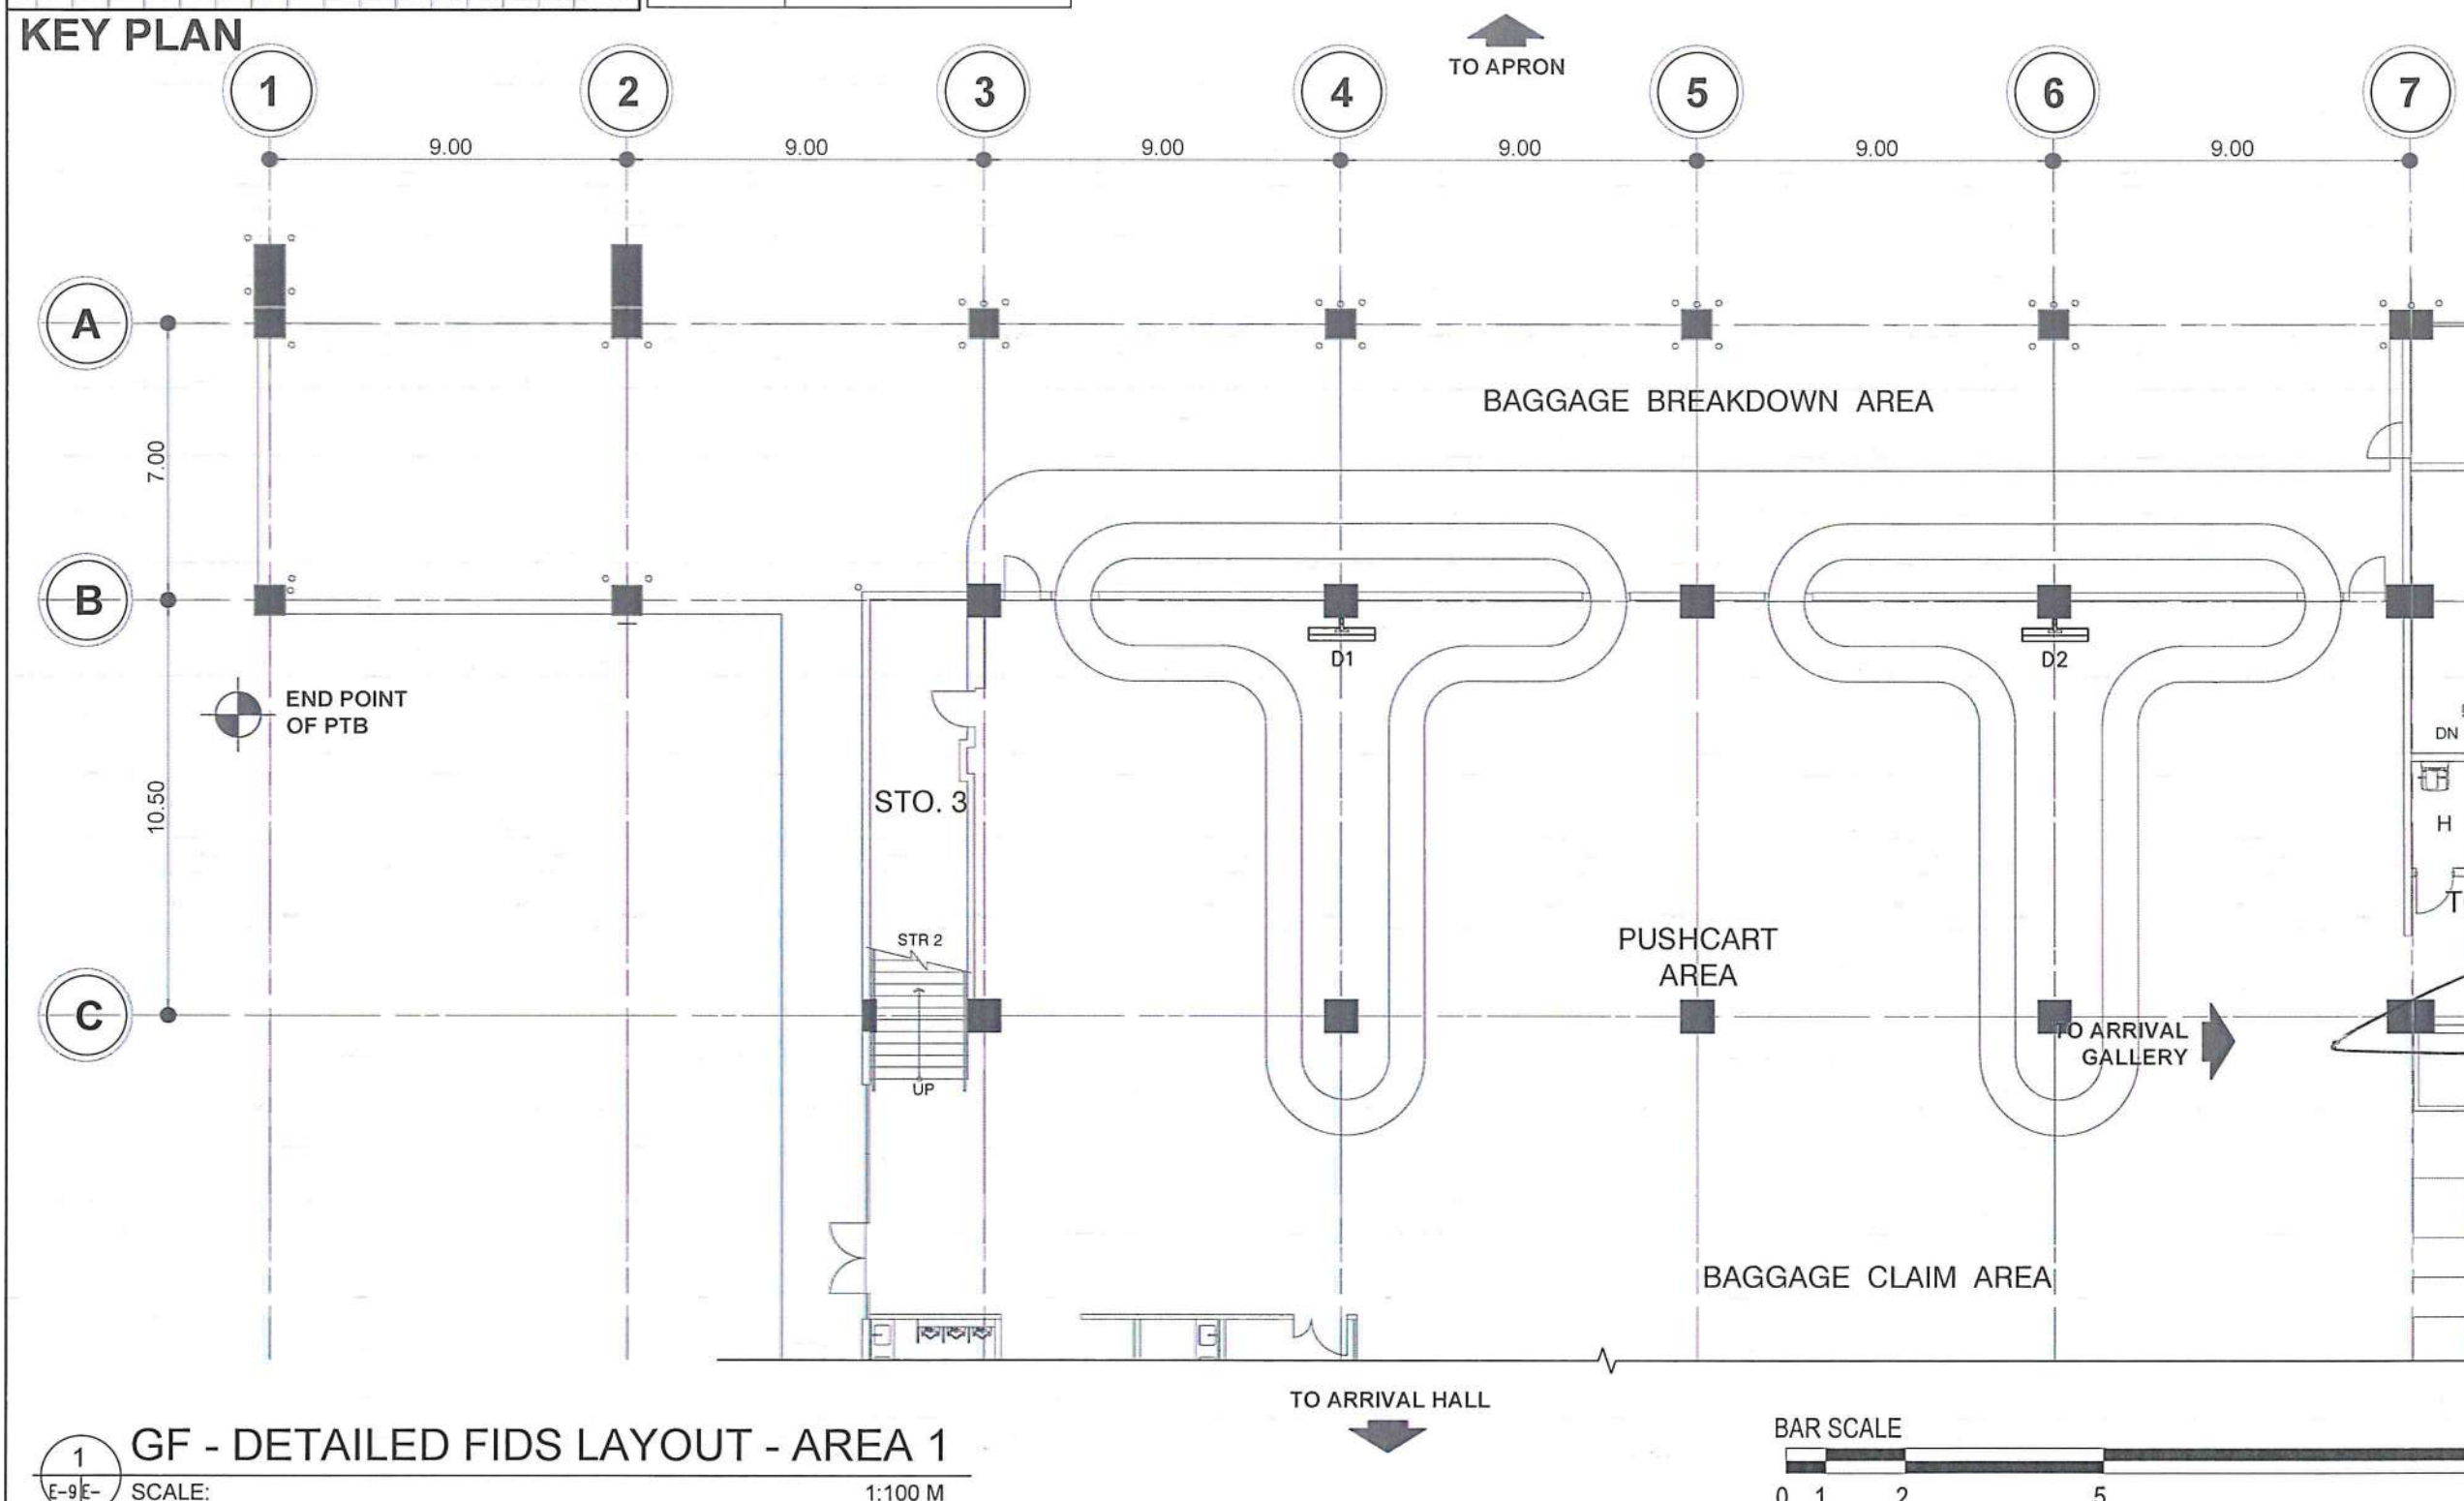 KEY PLAN
TO APRON
1
2
3
4
5
6
7
9.00
9.00
9.00
9.00
9.00
9.00
A
7.00
BAGGAGE BREAKDOWN AREA
B
D1
D2
END POINT
OF PTB
DN
10.50
STO. 3
H
T
STR 2
PUSHCART
AREA
C
TO ARRIVAL
GALLERY
UP
BAGGAGE CLAIM AREA
TO ARRIVAL HALL
1
E-9 E-
GF - DETAILED FIDS LAYOUT - AREA 1
SCALE:
1:100 M
BAR SCALE
0 1 2 5